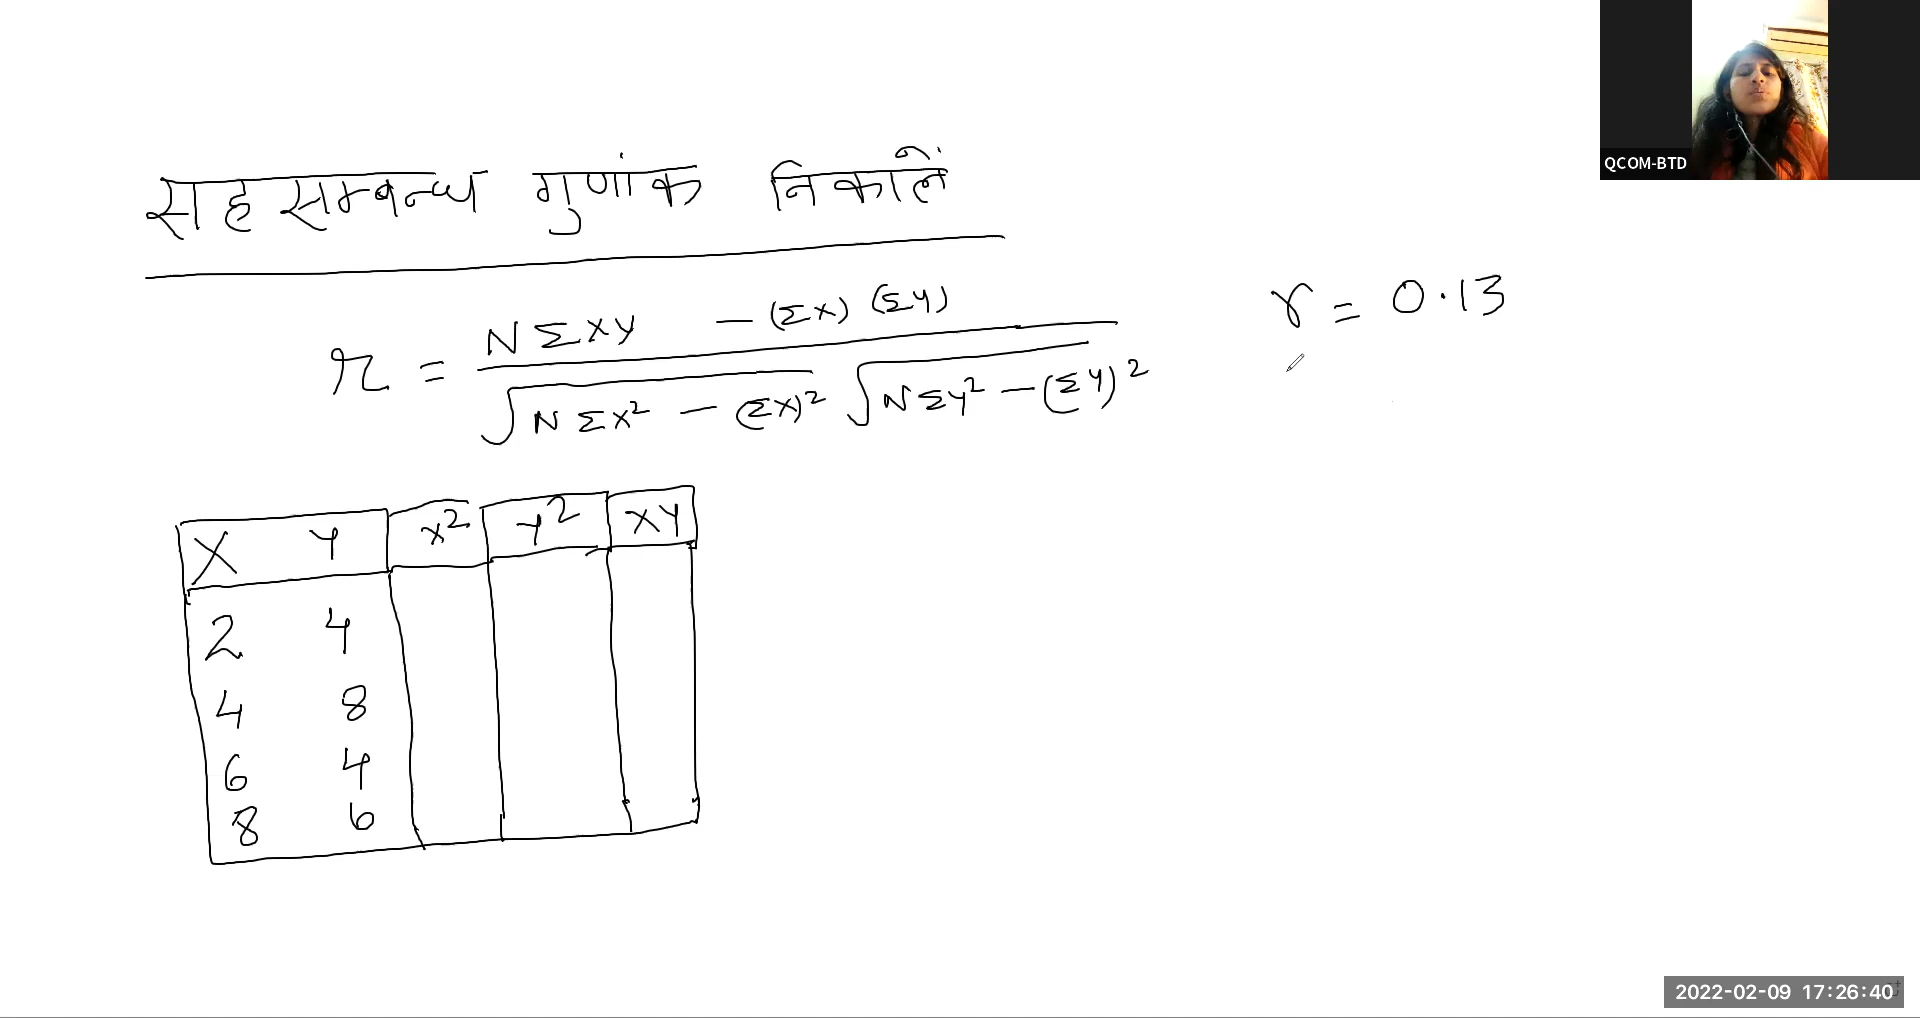 सह सम्बन्ध गुणांक निकालें
r = N ΣXY - (ΣX) (ΣY) / √NΣX² - (ΣX)² √NΣY² - (ΣY)²
r = 0.13
X Y X² Y² XY
2 4
4 8
6 4
8 6
QCOM-BTD
2022-02-09 17:26:40